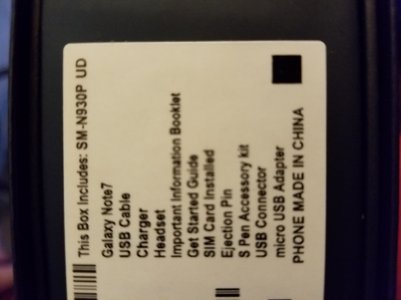 This Box Includes: SM-N930P UD
Galaxy Note7
USB Cable
Charger
Headset
Important Information Booklet
Get Started Guide
SIM Card Installed
Ejection Pin
S Pen Accessory kit
USB Connector
micro USB Adapter
PHONE MADE IN CHINA